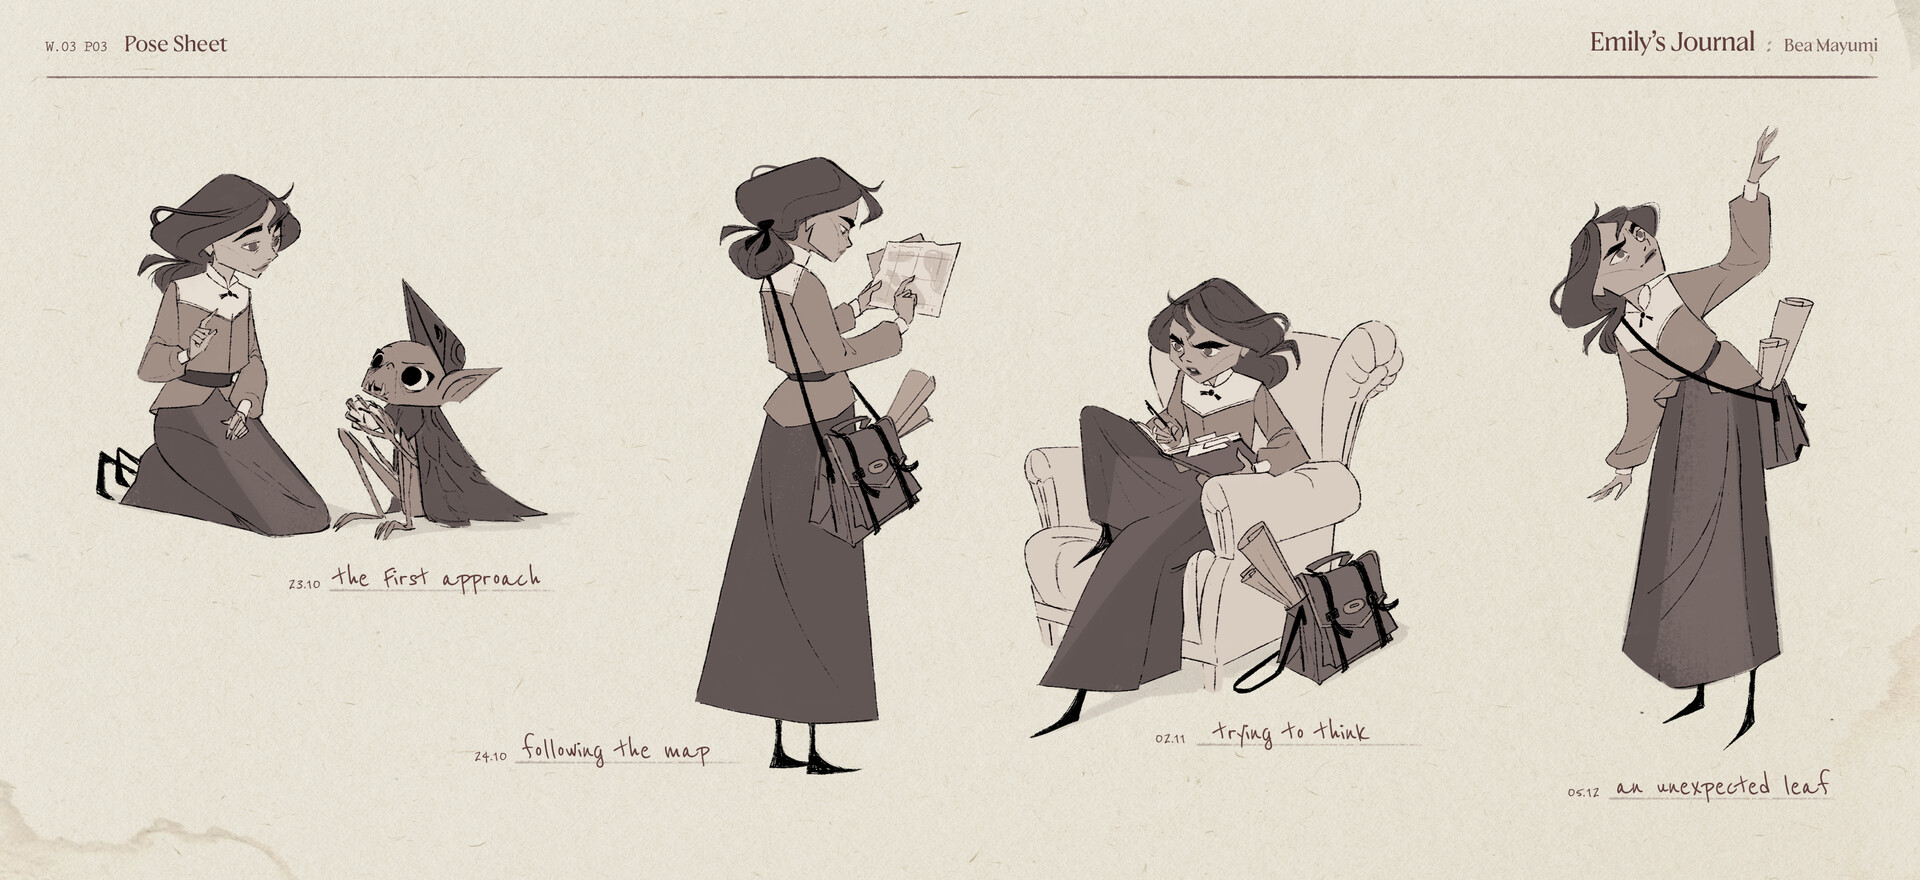 W.03 P03 Pose Sheet
Emily's Journal : Bea Mayumi
23.10 the first approach
24.10 following the map
02.11 trying to think
05.12 an unexpected leaf